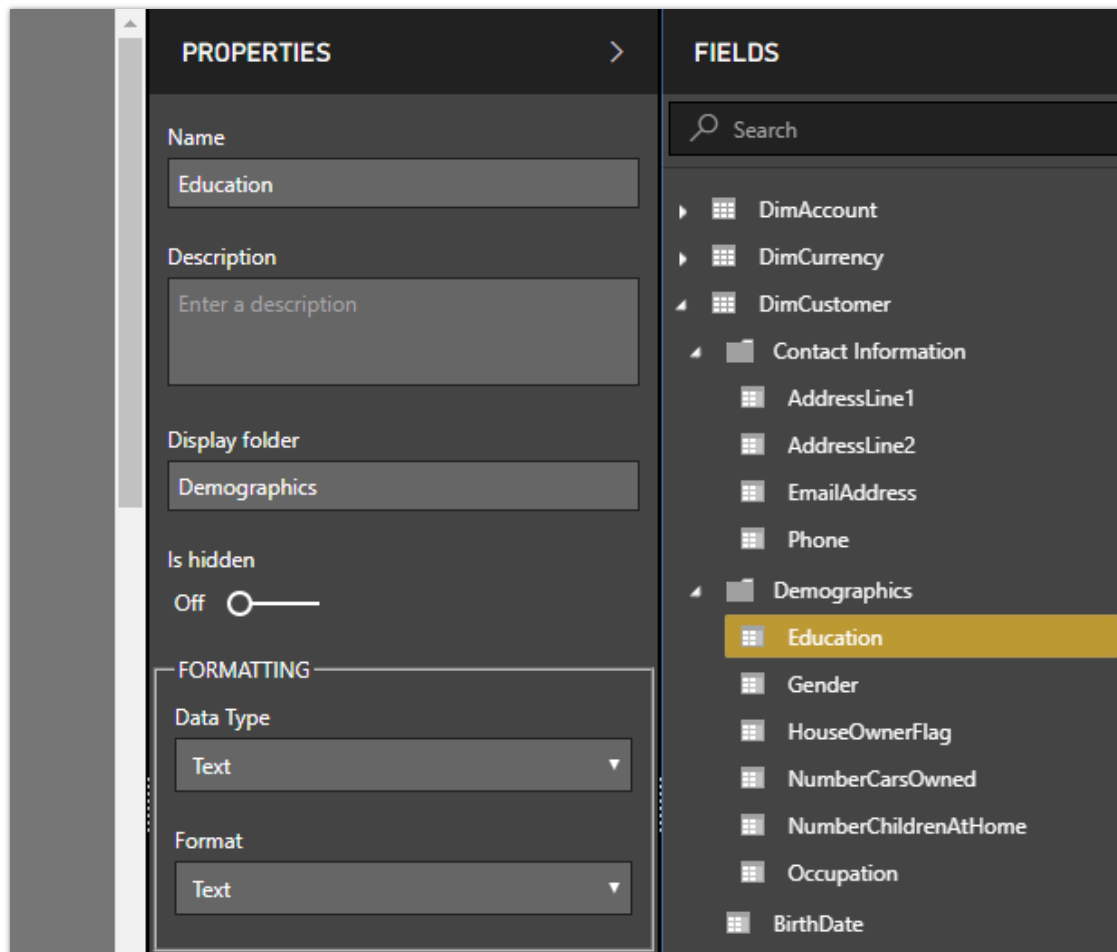 PROPERTIES
Name
Education
Description
Enter a description
Display folder
Demographics
Is hidden
Off
FORMATTING
Data Type
Text
Format
Text
FIELDS
Search
DimAccount
DimCurrency
DimCustomer
Contact Information
AddressLine1
AddressLine2
EmailAddress
Phone
Demographics
Education
Gender
HouseOwnerFlag
NumberCarsOwned
NumberChildrenAtHome
Occupation
BirthDate